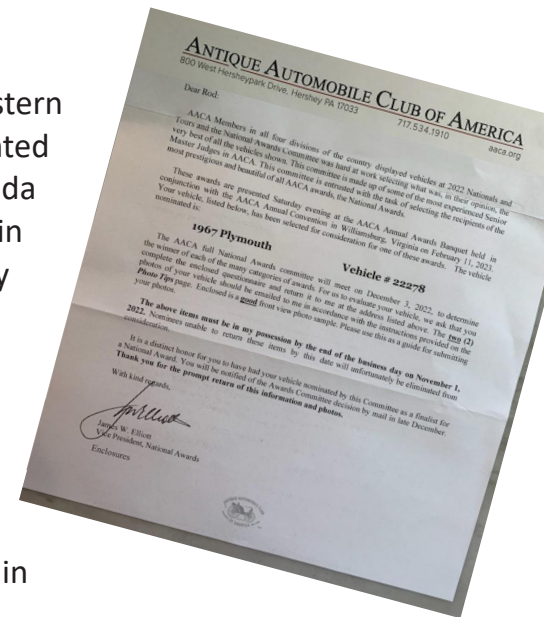 stern
ated
da
in
y
in
ANTIQUE AUTOMOBILE CLUB OF AMERICA
800 West Hersheypark Drive, Hershey PA 17033 717.534.1910 aaca.org
Dear Rod:
AACA Members in all four divisions of the country displayed vehicles at 2022 Nationals and
Tours and the National Awards Committee was hard at work selecting what was, in their opinion, the
very best of all the vehicles shown. This committee is made up of some of the most experienced Senior
Master Judges in AACA. This committee is entrusted with the task of selecting the recipients of the
most prestigious and beautiful of all AACA awards, the National Awards.
These awards are presented Saturday evening at the AACA Annual Awards Banquet held in
conjunction with the AACA Annual Convention in Williamsburg, Virginia on February 11, 2023.
Your vehicle, listed below, has been selected for consideration for one of these awards. The vehicle
nominated is:
1967 Plymouth Vehicle # 22278
The AACA full National Awards committee will meet on December 3, 2022, to determine
the winner of each of the many categories of awards. For us to evaluate your vehicle, we ask that you
complete the enclosed questionnaire and return it to me at the address listed above. The two (2)
photos of your vehicle should be emailed to me in accordance with the instructions provided on the
Photo Tips page. Enclosed is a good front view photo sample. Please use this as a guide for submitting
your photos.
The above items must be in my possession by the end of the business day on November 1,
2022. Nominees unable to return these items by this date will unfortunately be eliminated from
consideration.
It is a distinct honor for you to have had your vehicle nominated by this Committee as a finalist for
a National Award. You will be notified of the Awards Committee decision by mail in late December.
Thank you for the prompt return of this information and photos.
With kind regards,
James W. Elliott
Vice President, National Awards
Enclosures